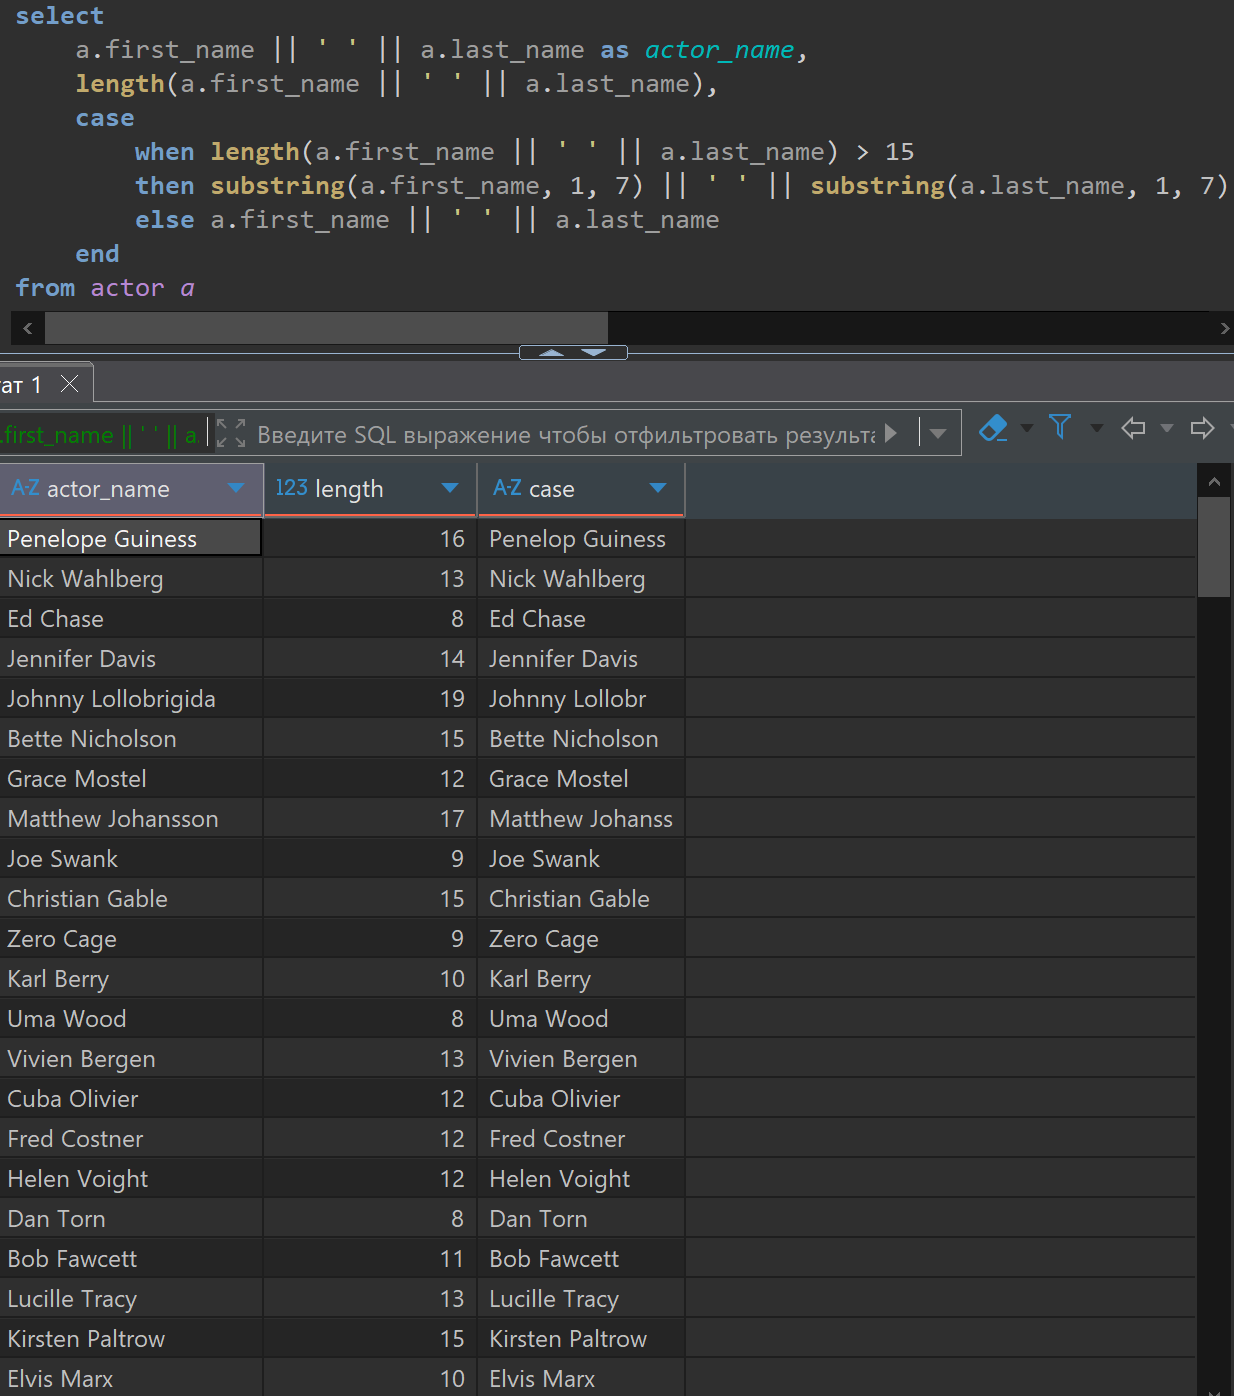 select
a.first_name || ' ' || a.last_name as actor_name,
length(a.first_name || ' ' || a.last_name),
case
when length(a.first_name || ' ' || a.last_name) > 15
then substring(a.first_name, 1, 7) || ' ' || substring(a.last_name, 1, 7)
else a.first_name || ' ' || a.last_name
end
from actor a
ат 1
.first_name || ' ' || a. Введите SQL выражение чтобы отфильтровать результа
A-Z actor_name 123 length A-Z case
Penelope Guiness 16 Penelop Guiness
Nick Wahlberg 13 Nick Wahlberg
Ed Chase 8 Ed Chase
Jennifer Davis 14 Jennifer Davis
Johnny Lollobrigida 19 Johnny Lollobr
Bette Nicholson 15 Bette Nicholson
Grace Mostel 12 Grace Mostel
Matthew Johansson 17 Matthew Johanss
Joe Swank 9 Joe Swank
Christian Gable 15 Christian Gable
Zero Cage 9 Zero Cage
Karl Berry 10 Karl Berry
Uma Wood 8 Uma Wood
Vivien Bergen 13 Vivien Bergen
Cuba Olivier 12 Cuba Olivier
Fred Costner 12 Fred Costner
Helen Voight 12 Helen Voight
Dan Torn 8 Dan Torn
Bob Fawcett 11 Bob Fawcett
Lucille Tracy 13 Lucille Tracy
Kirsten Paltrow 15 Kirsten Paltrow
Elvis Marx 10 Elvis Marx